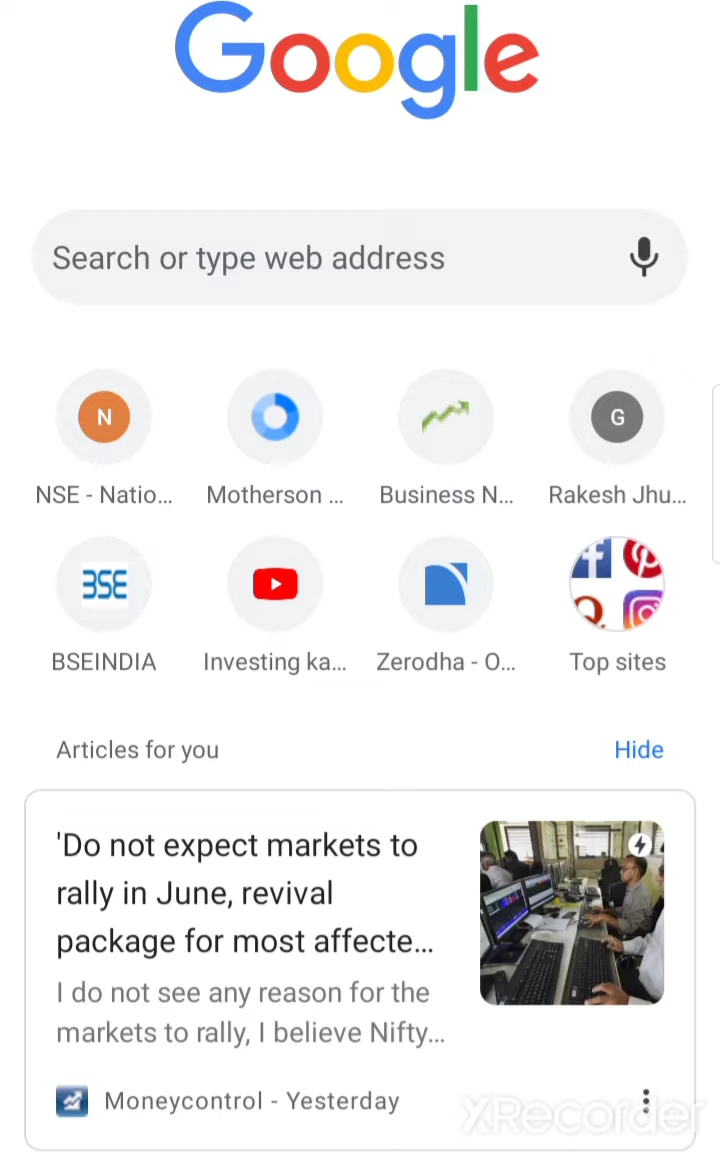 Google
Search or type web address
N
G
NSE - Natio...
Motherson ...
Business N...
Rakesh Jhu...
BSE
f
BSEINDIA
Investing ka...
Zerodha - O...
Top sites
Articles for you
Hide
'Do not expect markets to
rally in June, revival
package for most affecte...
I do not see any reason for the
markets to rally, I believe Nifty...
Moneycontrol - Yesterday
XRecorder